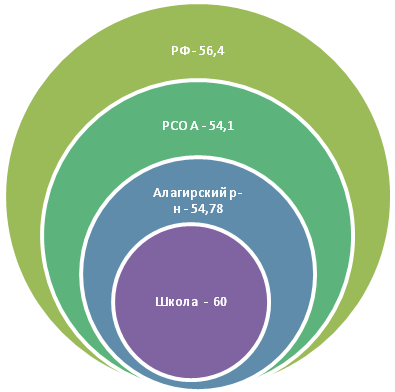 РФ- 56,4
РСО А - 54,1
Алагирский р-
н - 54,78
Школа - 60